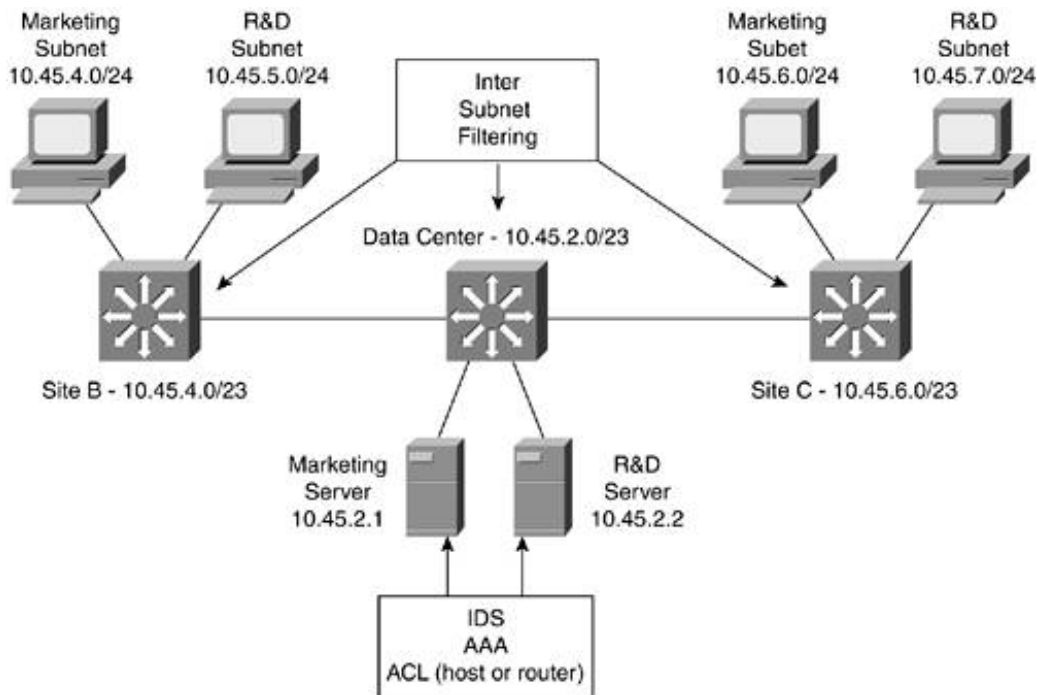 Marketing
Subnet
10.45.4.0/24
R&D
Subnet
10.45.5.0/24
Inter
Subnet
Filtering
Marketing
Subet
10.45.6.0/24
R&D
Subnet
10.45.7.0/24
Data Center - 10.45.2.0/23
Site B - 10.45.4.0/23
Site C - 10.45.6.0/23
Marketing
Server
10.45.2.1
R&D
Server
10.45.2.2
IDS
AAA
ACL (host or router)